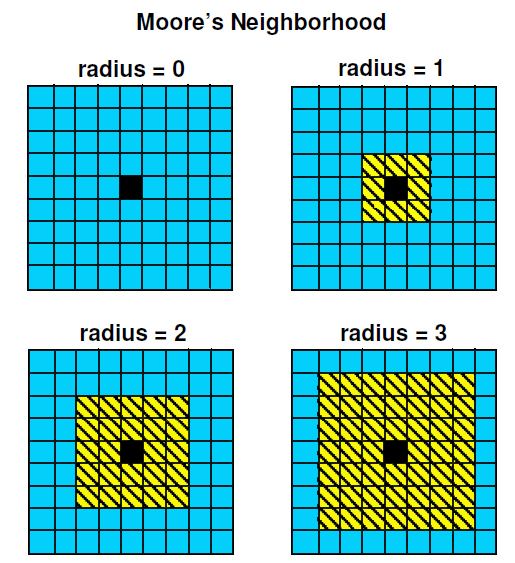 Moore's Neighborhood
radius = 0
radius = 1
radius = 2
radius = 3